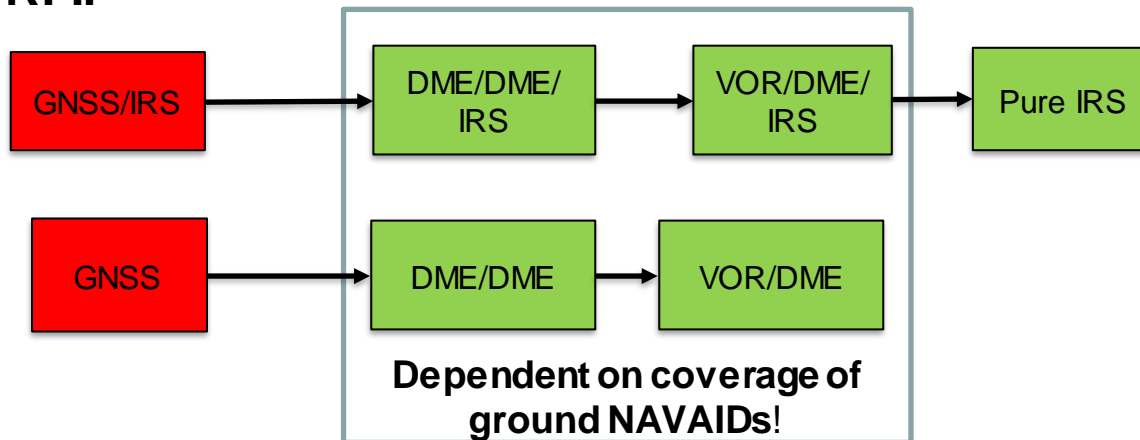 GNSS/IRS
DME/DME/
IRS
VOR/DME/
IRS
Pure IRS
GNSS
DME/DME
VOR/DME
Dependent on coverage of
ground NAVAIDs!